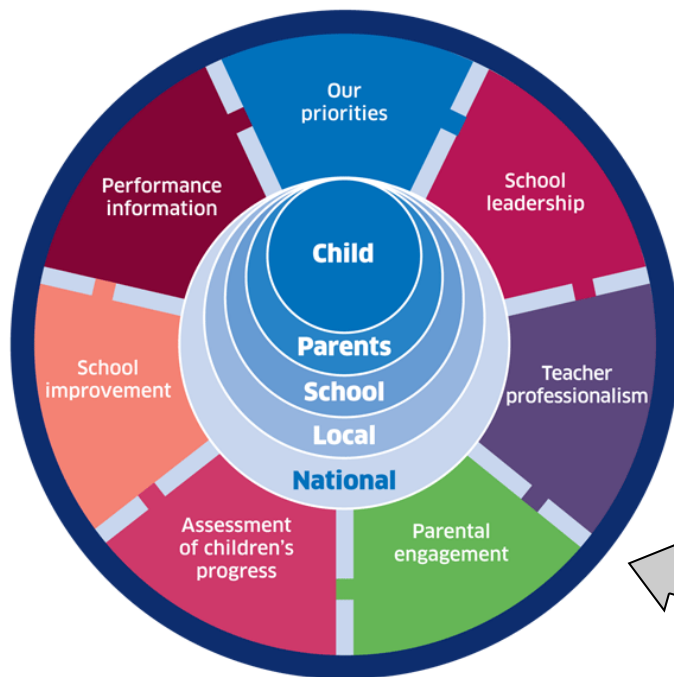 Our
priorities
School
leadership
Teacher
professionalism
Parental
engagement
Assessment
of children's
progress
School
improvement
Performance
information
Child
Parents
School
Local
National